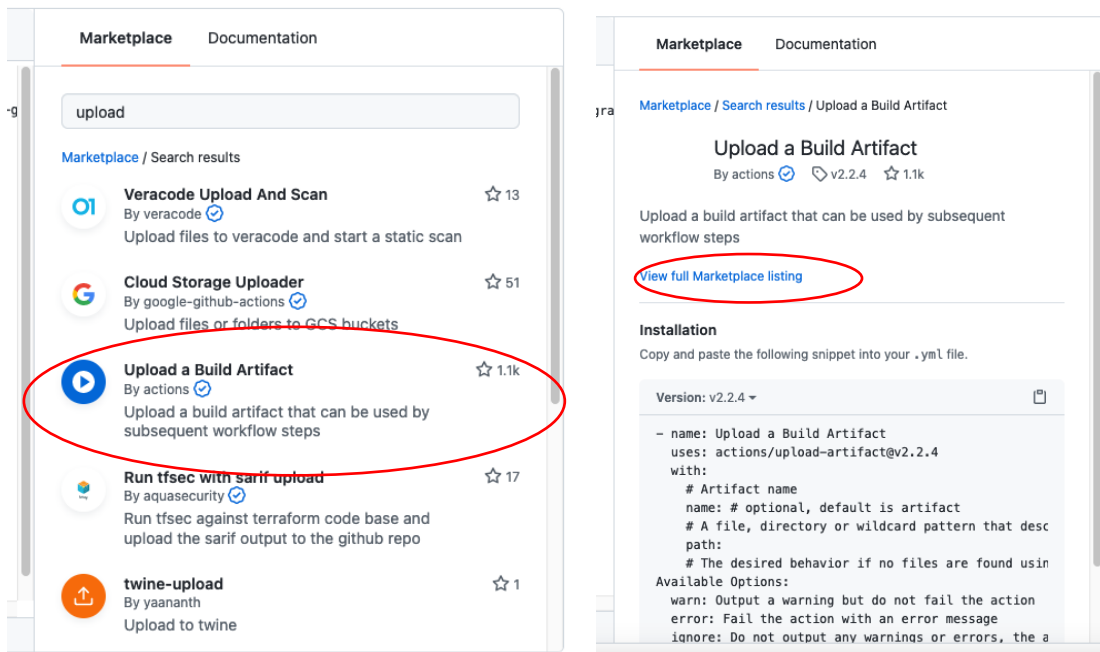 Marketplace Documentation
upload
Marketplace / Search results
Veracode Upload And Scan 13
By veracode
Upload files to veracode and start a static scan
Cloud Storage Uploader 51
By google-github-actions
Upload files or folders to GCS buckets
Upload a Build Artifact 1.1k
By actions
Upload a build artifact that can be used by
subsequent workflow steps
Run tfsec with sarif upload 17
By aquasecurity
Run tfsec against terraform code base and
upload the sarif output to the github repo
twine-upload 1
By yaananth
Upload to twine
-g
Marketplace Documentation
gra
Marketplace / Search results / Upload a Build Artifact
Upload a Build Artifact
By actions v2.2.4 1.1k
Upload a build artifact that can be used by subsequent
workflow steps
View full Marketplace listing
Installation
Copy and paste the following snippet into your .yml file.
Version: v2.2.4
- name: Upload a Build Artifact
uses: actions/upload-artifact@v2.2.4
with:
# Artifact name
name: # optional, default is artifact
# A file, directory or wildcard pattern that desc
path:
# The desired behavior if no files are found usin
Available Options:
warn: Output a warning but do not fail the action
error: Fail the action with an error message
ignore: Do not output any warnings or errors, the a